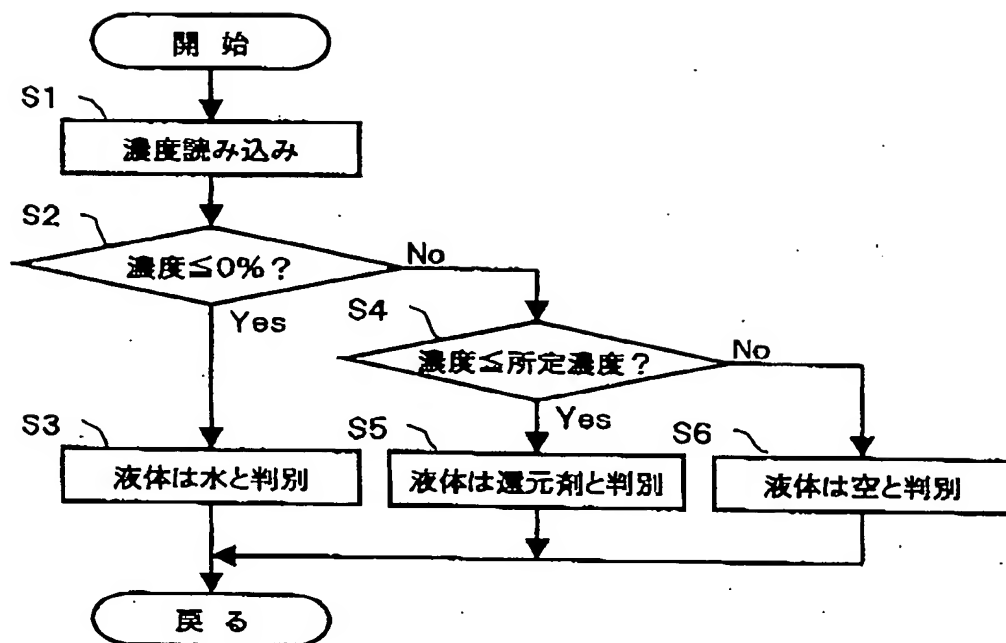 開 始
S1
濃度読み込み
S2
濃度≦0%?
No
Yes
S4
濃度≦所定濃度?
No
Yes
S3
液体は水と判別
S5
液体は還元剤と判別
S6
液体は空と判別
戻 る